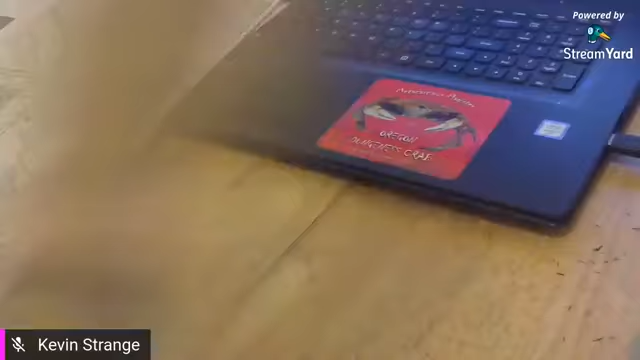 Powered by
StreamYard
OREGON
DUNGENESS CRAB
Kevin Strange